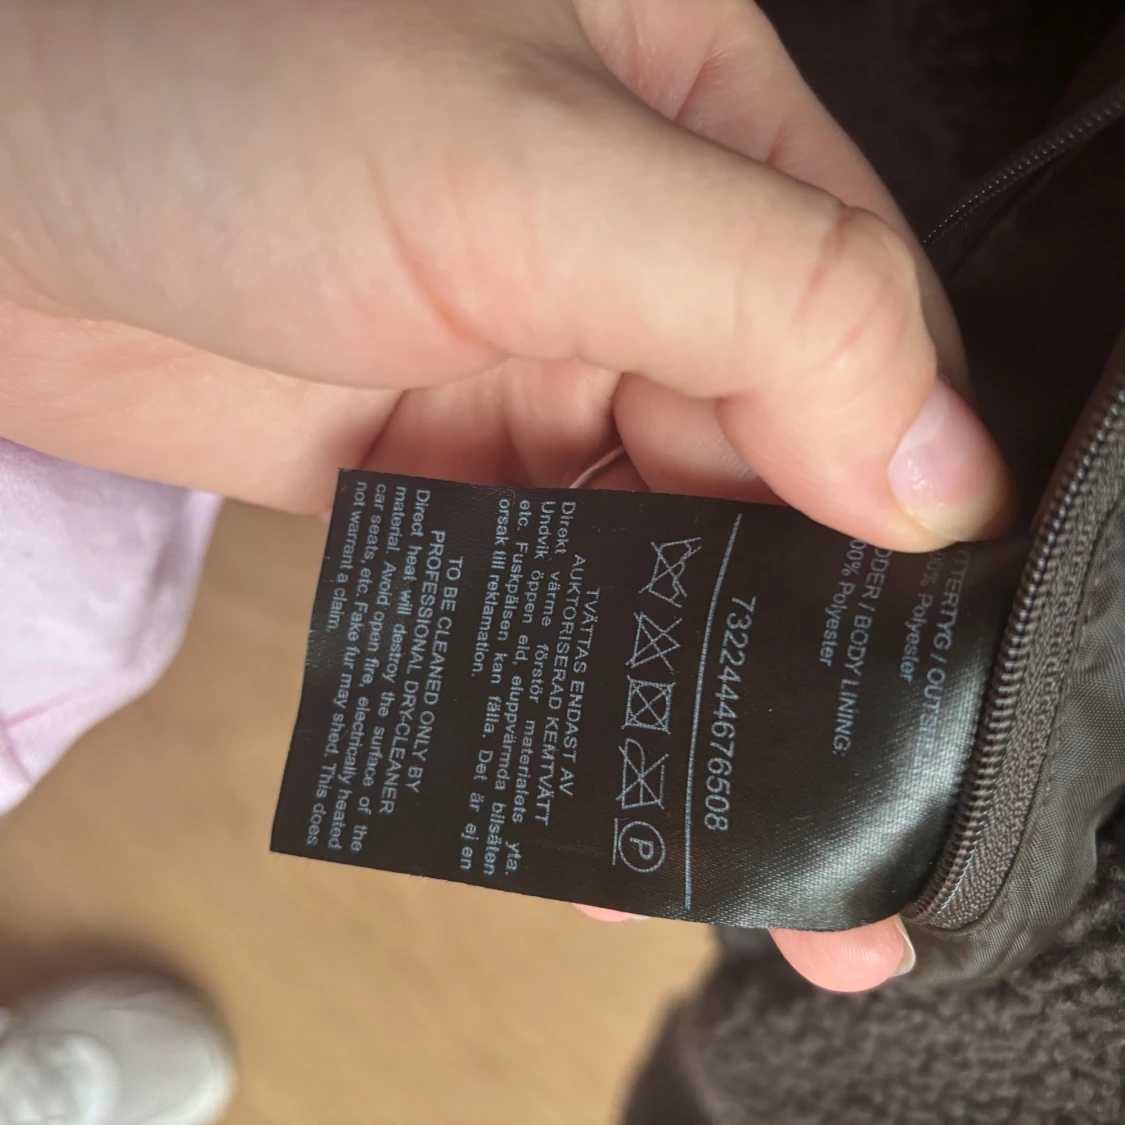 100% Polyester
FODER / BODY LINING:
100% Polyester
7322444676508
P
TVÄTTAS ENDAST AV
AUKTORISERAD KEMTVÄTT
Direkt värme förstör materialets yta.
Undvik öppen eld, eluppvärmda bilsäten
etc. Fuskpälsen kan fälla. Det är ej en
orsak till reklamation.
TO BE CLEANED ONLY BY
PROFESSIONAL DRY-CLEANER
Direct heat will destroy the surface of the
material. Avoid open fire, electrically heated
car seats, etc. Fake fur may shed. This does
not warrant a claim.